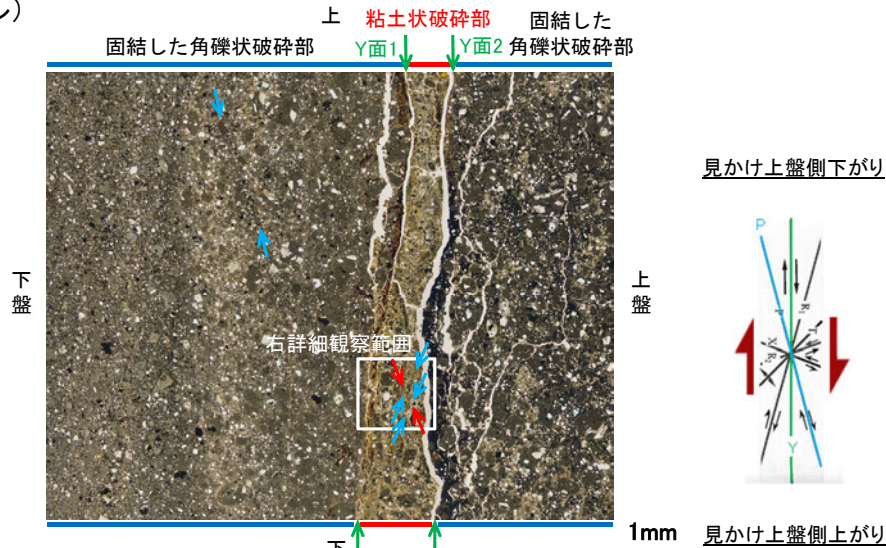 し)
上
粘土状破砕部
固結した
角礫状破砕部
固結した角礫状破砕部
Y面1
Y面2
見かけ上盤側下がり
P
R1
下盤
上盤
P
X
R2
右詳細観察範囲
Y
1mm
見かけ上盤側上がり
下